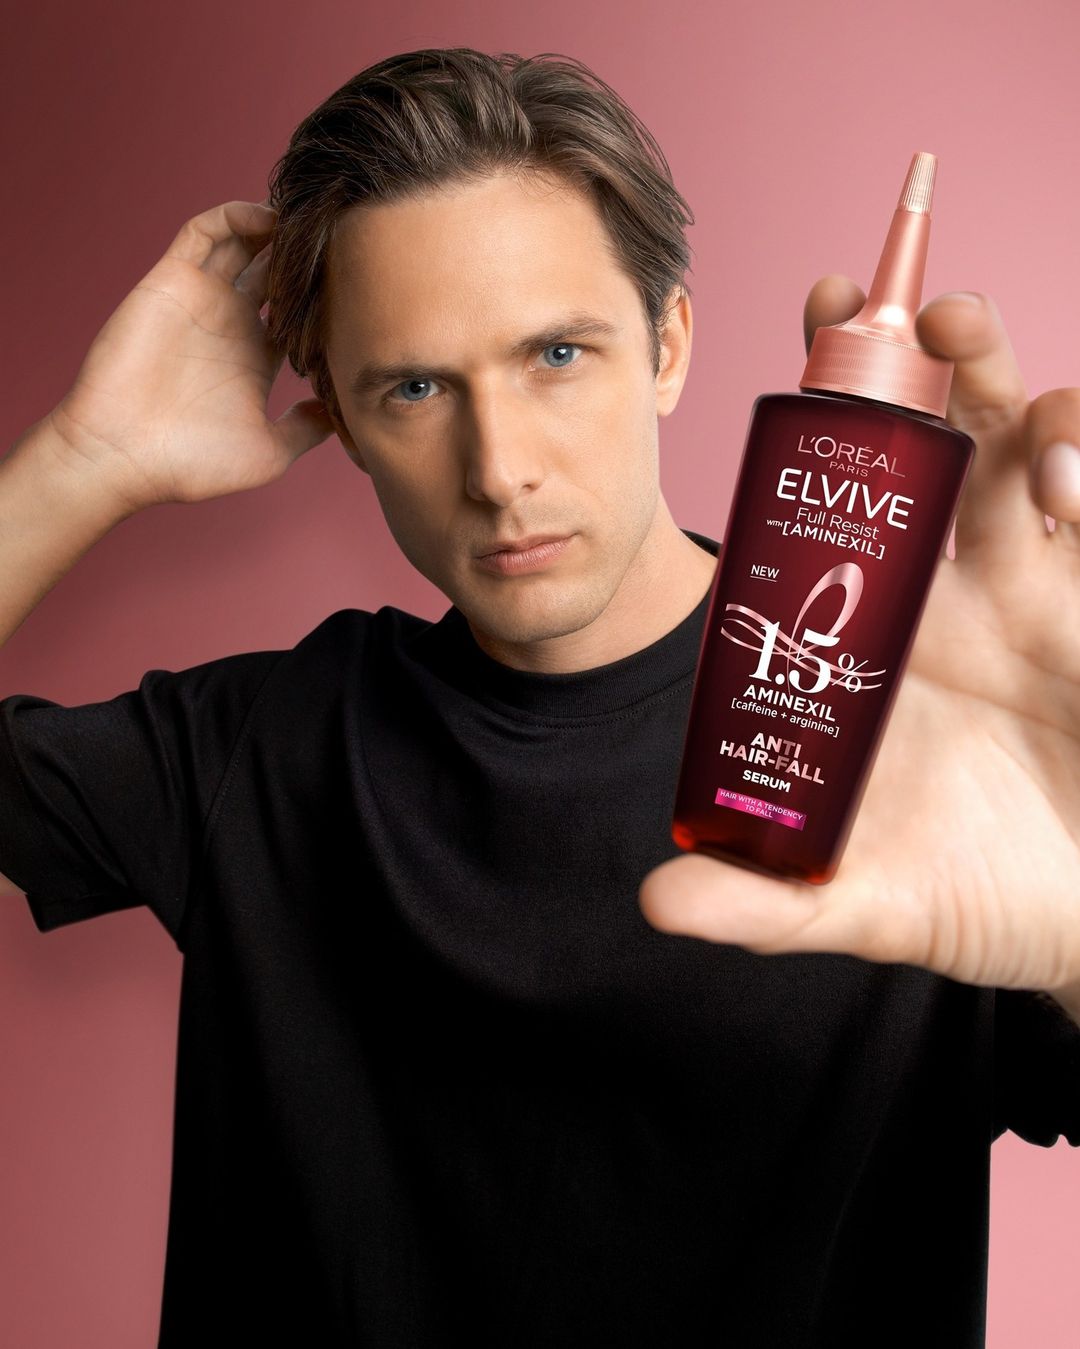 L'ORÉAL
PARIS
ELVIVE
Full Resist
WITH [AMINEXIL]
NEW
1.5%
AMINEXIL
[caffeine + arginine]
ANTI
HAIR-FALL
SERUM
HAIR WITH A TENDENCY
TO FALL